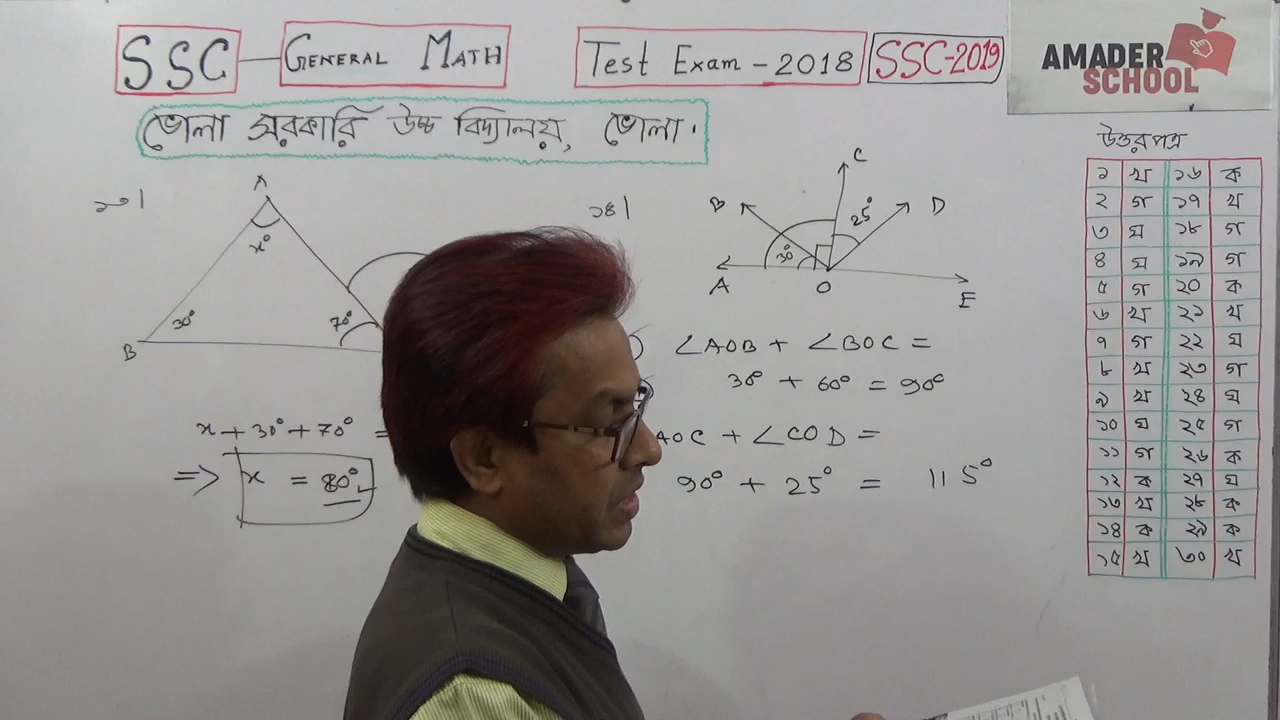 SSC GENERAL MATH Test Exam - 2018 SSC-2019
AMADER
SCHOOL
ভোলা সরকারি উচ্চ বিদ্যালয়, ভোলা।
উত্তরপত্র
১ খ ১৬ ক
২ গ ১৭ খ
৩ ঘ ১৮ গ
৪ ঘ ১৯ গ
৫ গ ২০ ক
৬ খ ২১ খ
৭ গ ২২ ঘ
৮ খ ২৩ গ
৯ খ ২৪ ঘ
১০ ঘ ২৫ গ
১১ গ ২৬ ক
১২ ক ২৭ ঘ
১৩ খ ২৮ ক
১৪ ক ২৯ ক
১৫ খ ৩০ খ
A
x°
30° 70°
B
x + 30° + 70° =
=> x = 80°
১৪।
C
B 25° D
30°
A O E
∠AOB + ∠BOC =
30° + 60° = 90°
AOC + ∠COD =
90° + 25° = 115°